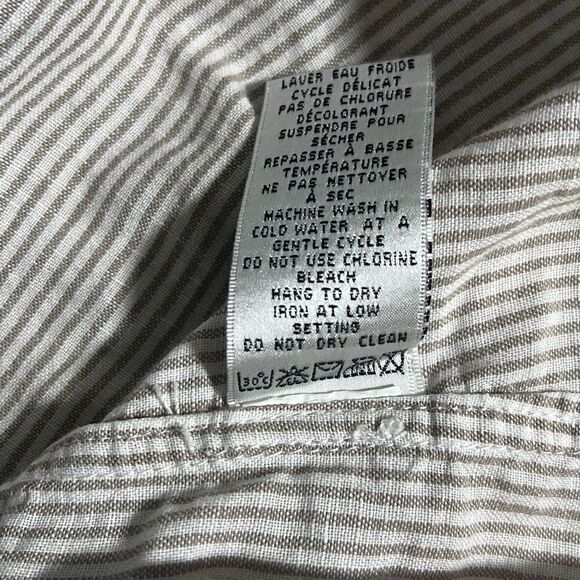 LAVER EAU FROIDE
CYCLE DÉLICAT
PAS DE CHLORURE
DÉCOLORANT
SUSPENDRE POUR
SÉCHER
REPASSER À BASSE
TEMPÉRATURE
NE PAS NETTOYER
À SEC
MACHINE WASH IN
COLD WATER AT A
GENTLE CYCLE
DO NOT USE CHLORINE
BLEACH
HANG TO DRY
IRON AT LOW
SETTING
DO NOT DRY CLEAN
30°C